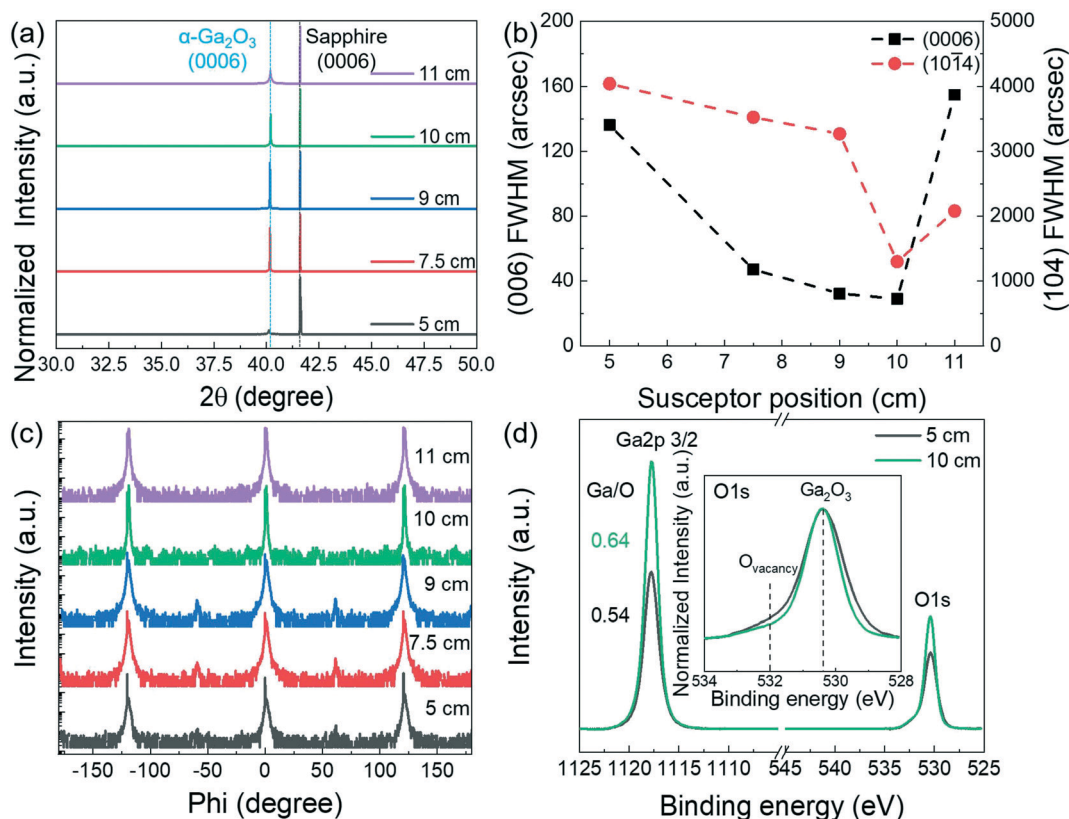 (a)
α-Ga₂O₃
(0006)
Sapphire
(0006)
11 cm
10 cm
9 cm
7.5 cm
5 cm
Normalized Intensity (a.u.)
30.0 32.5 35.0 37.5 40.0 42.5 45.0 47.5 50.0
2θ (degree)
(b)
(0006)
(101̄4)
200
160
120
80
40
0
(006) FWHM (arcsec)
5000
4000
3000
2000
1000
0
(104) FWHM (arcsec)
5 6 7 8 9 10 11
Susceptor position (cm)
(c)
11 cm
10 cm
9 cm
7.5 cm
5 cm
Intensity (a.u.)
-150 -100 -50 0 50 100 150
Phi (degree)
(d)
Ga2p 3/2
5 cm
10 cm
Ga/O
0.64
0.54
O1s
Ga₂O₃
Ovacancy
Normalized Intensity (a.u.)
534 532 530 528
Binding energy (eV)
O1s
Intensity (a.u.)
1125 1120 1115 1110 545 540 535 530 525
Binding energy (eV)